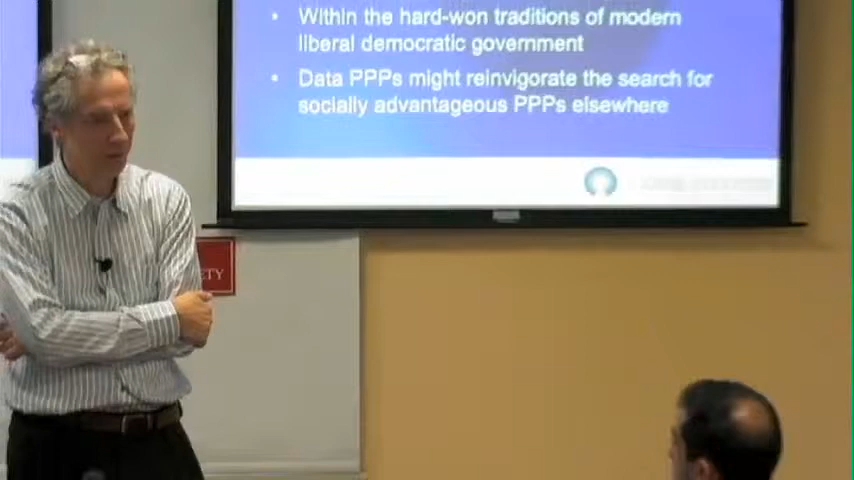 • Within the hard-won traditions of modern
liberal democratic government
• Data PPPs might reinvigorate the search for
socially advantageous PPPs elsewhere
ETY